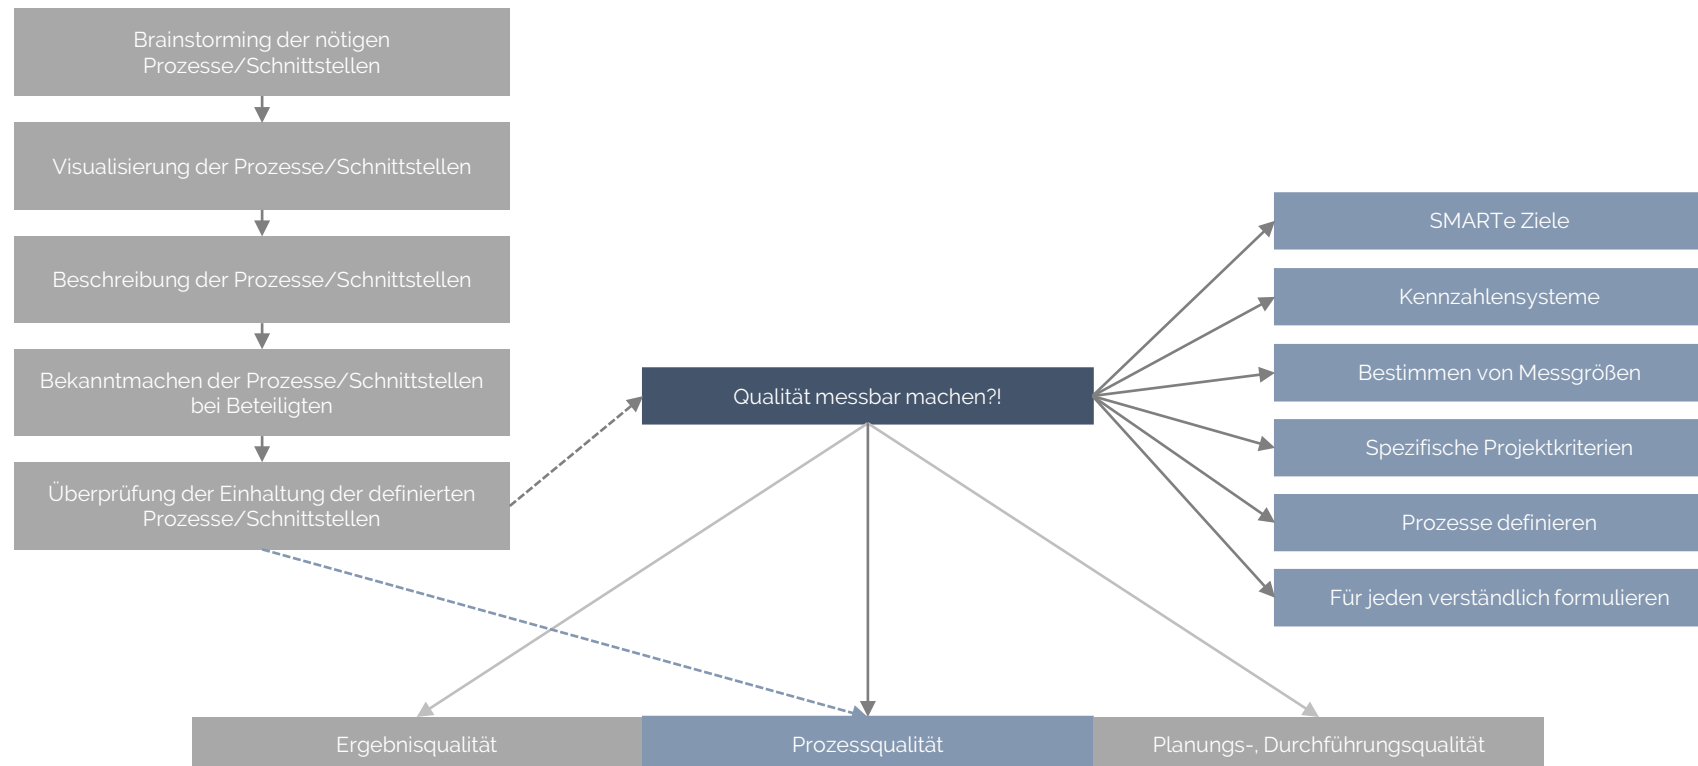 Brainstorming der nötigen
Prozesse/Schnittstellen
Visualisierung der Prozesse/Schnittstellen
Beschreibung der Prozesse/Schnittstellen
Bekanntmachen der Prozesse/Schnittstellen
bei Beteiligten
Überprüfung der Einhaltung der definierten
Prozesse/Schnittstellen
Qualität messbar machen?!
SMARTe Ziele
Kennzahlensysteme
Bestimmen von Messgrößen
Spezifische Projektkriterien
Prozesse definieren
Für jeden verständlich formulieren
Ergebnisqualität
Prozessqualität
Planungs-, Durchführungsqualität